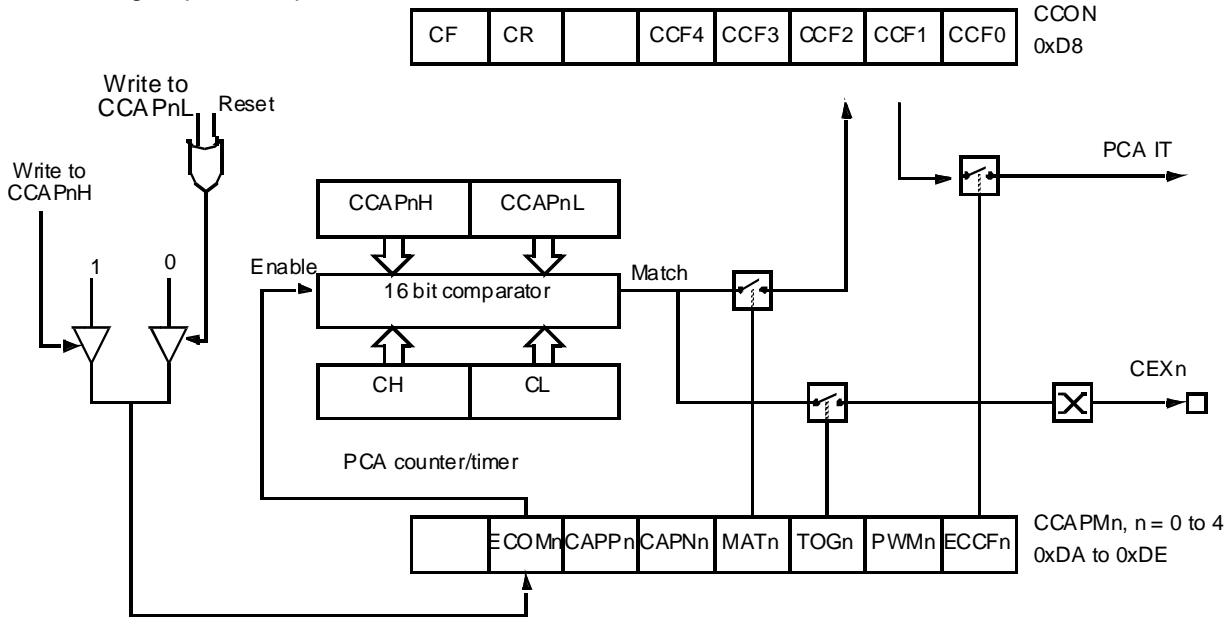 CF CR CCF4 CCF3 CCF2 CCF1 CCF0
CCON
0xD8
Write to
CCAPnL
Reset
Write to
CCAPnH
PCA IT
CCAPnH CCAPnL
1
0
Enable
16 bit comparator
Match
CH CL
CEXn
PCA counter/timer
ECOMn CAPPn CAPNn MATn TOGn PWMn ECCFn
CCAPMn, n = 0 to 4
0xDA to 0xDE